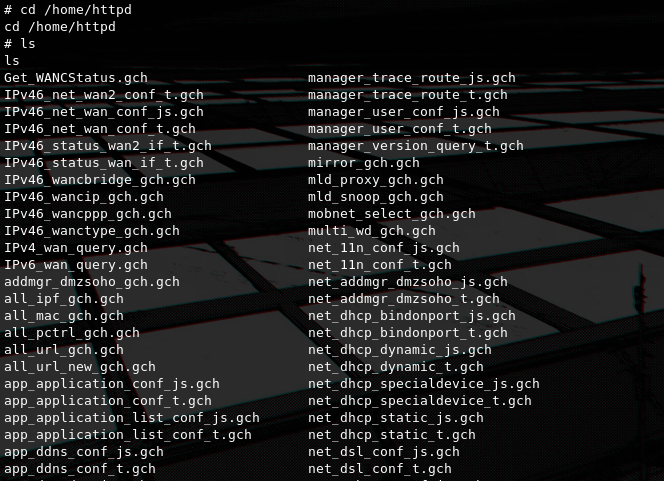 # cd /home/httpd
cd /home/httpd
# ls
ls
Get_WANCStatus.gch manager_trace_route_js.gch
IPv46_net_wan2_conf_t.gch manager_trace_route_t.gch
IPv46_net_wan_conf_js.gch manager_user_conf_js.gch
IPv46_net_wan_conf_t.gch manager_user_conf_t.gch
IPv46_status_wan2_if_t.gch manager_version_query_t.gch
IPv46_status_wan_if_t.gch mirror_gch.gch
IPv46_wancbridge_gch.gch mld_proxy_gch.gch
IPv46_wancip_gch.gch mld_snoop_gch.gch
IPv46_wancppp_gch.gch mobnet_select_gch.gch
IPv46_wanctype_gch.gch multi_wd_gch.gch
IPv4_wan_query.gch net_11n_conf_js.gch
IPv6_wan_query.gch net_11n_conf_t.gch
addmgr_dmzsoho_gch.gch net_addmgr_dmzsoho_js.gch
all_ipf_gch.gch net_addmgr_dmzsoho_t.gch
all_mac_gch.gch net_dhcp_bindonport_js.gch
all_pctrl_gch.gch net_dhcp_bindonport_t.gch
all_url_gch.gch net_dhcp_dynamic_js.gch
all_url_new_gch.gch net_dhcp_dynamic_t.gch
app_application_conf_js.gch net_dhcp_specialdevice_js.gch
app_application_conf_t.gch net_dhcp_specialdevice_t.gch
app_application_list_conf_js.gch net_dhcp_static_js.gch
app_application_list_conf_t.gch net_dhcp_static_t.gch
app_ddns_conf_js.gch net_dsl_conf_js.gch
app_ddns_conf_t.gch net_dsl_conf_t.gch